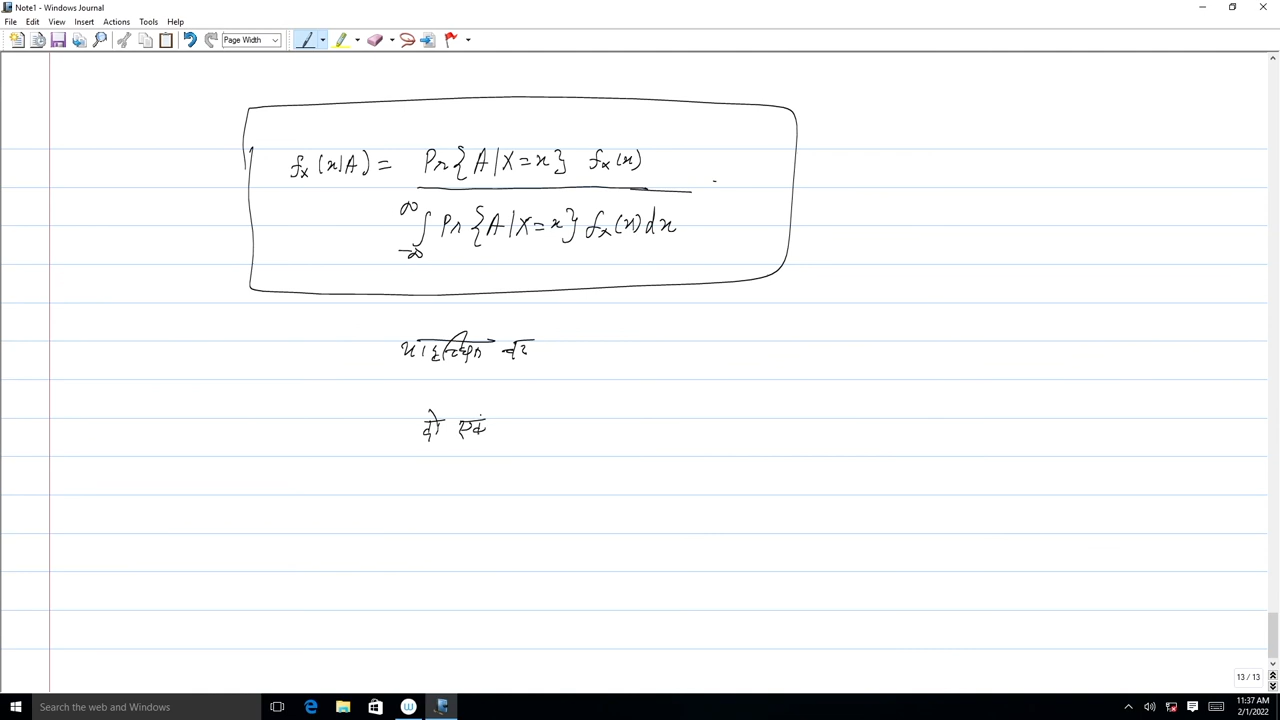 Note1 - Windows Journal
File Edit View Insert Actions Tools Help
Page Width
fₓ(x|A) = Pr{A|X=x} fₓ(x)
∞ ∫ Pr{A|X=x} fₓ(x) dx
-∞
दो एक
13 / 13
Search the web and Windows
11:37 AM
2/1/2022